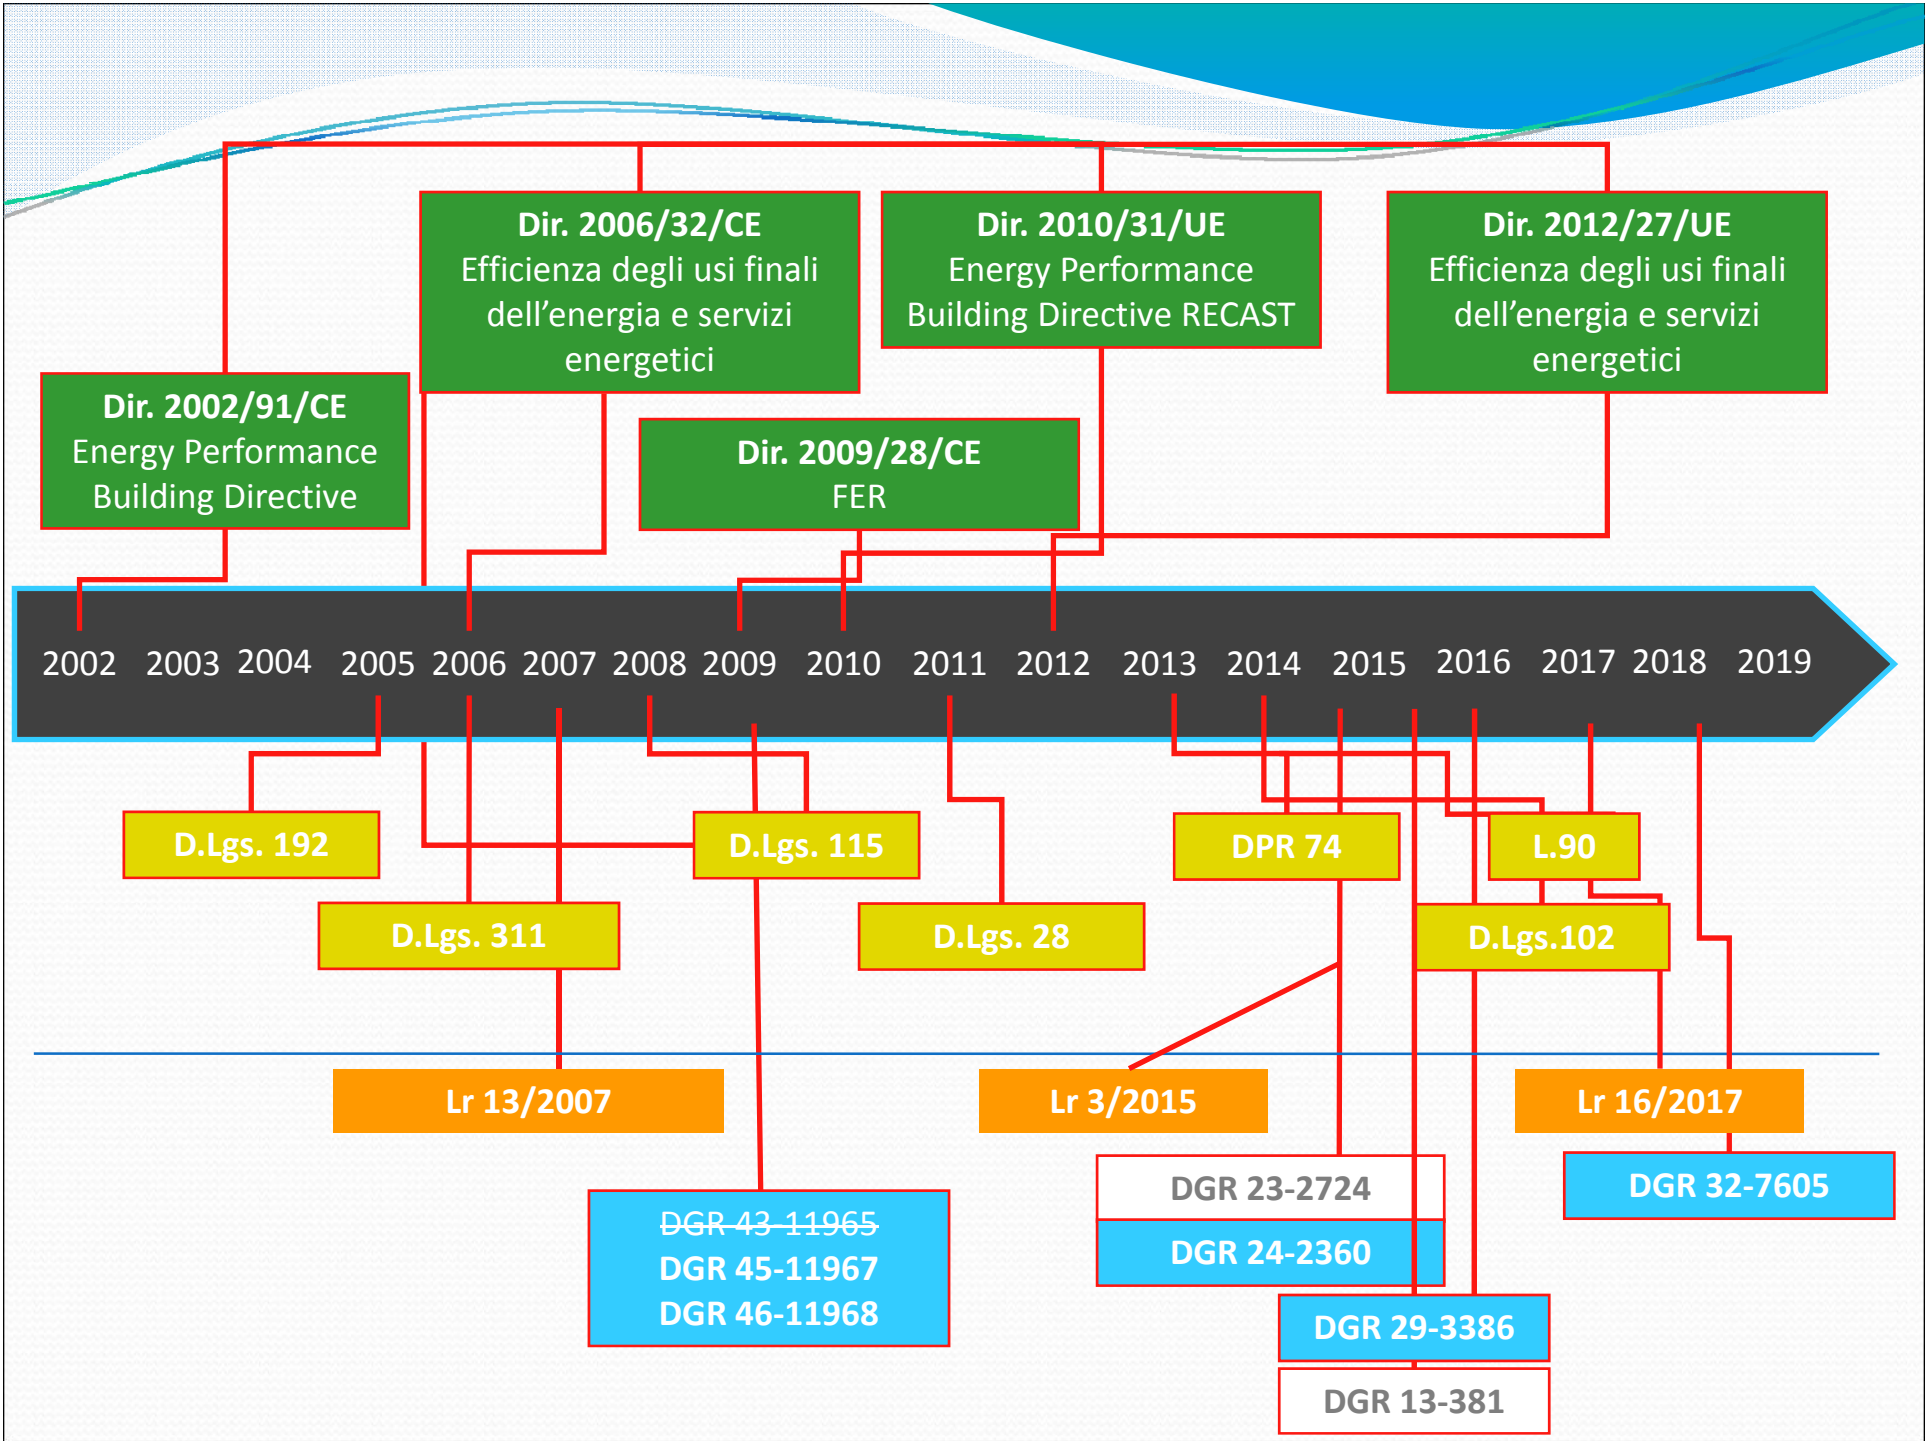 Dir. 2006/32/CE
Efficienza degli usi finali
dell’energia e servizi
energetici
Dir. 2010/31/UE
Energy Performance
Building Directive RECAST
Dir. 2012/27/UE
Efficienza degli usi finali
dell’energia e servizi
energetici
Dir. 2002/91/CE
Energy Performance
Building Directive
Dir. 2009/28/CE
FER
2002 2003 2004 2005 2006 2007 2008 2009 2010 2011 2012 2013 2014 2015 2016 2017 2018 2019
D.Lgs. 192
D.Lgs. 115
DPR 74
L.90
D.Lgs. 311
D.Lgs. 28
D.Lgs.102
Lr 13/2007
Lr 3/2015
Lr 16/2017
DGR 43-11965
DGR 45-11967
DGR 46-11968
DGR 23-2724
DGR 24-2360
DGR 32-7605
DGR 29-3386
DGR 13-381